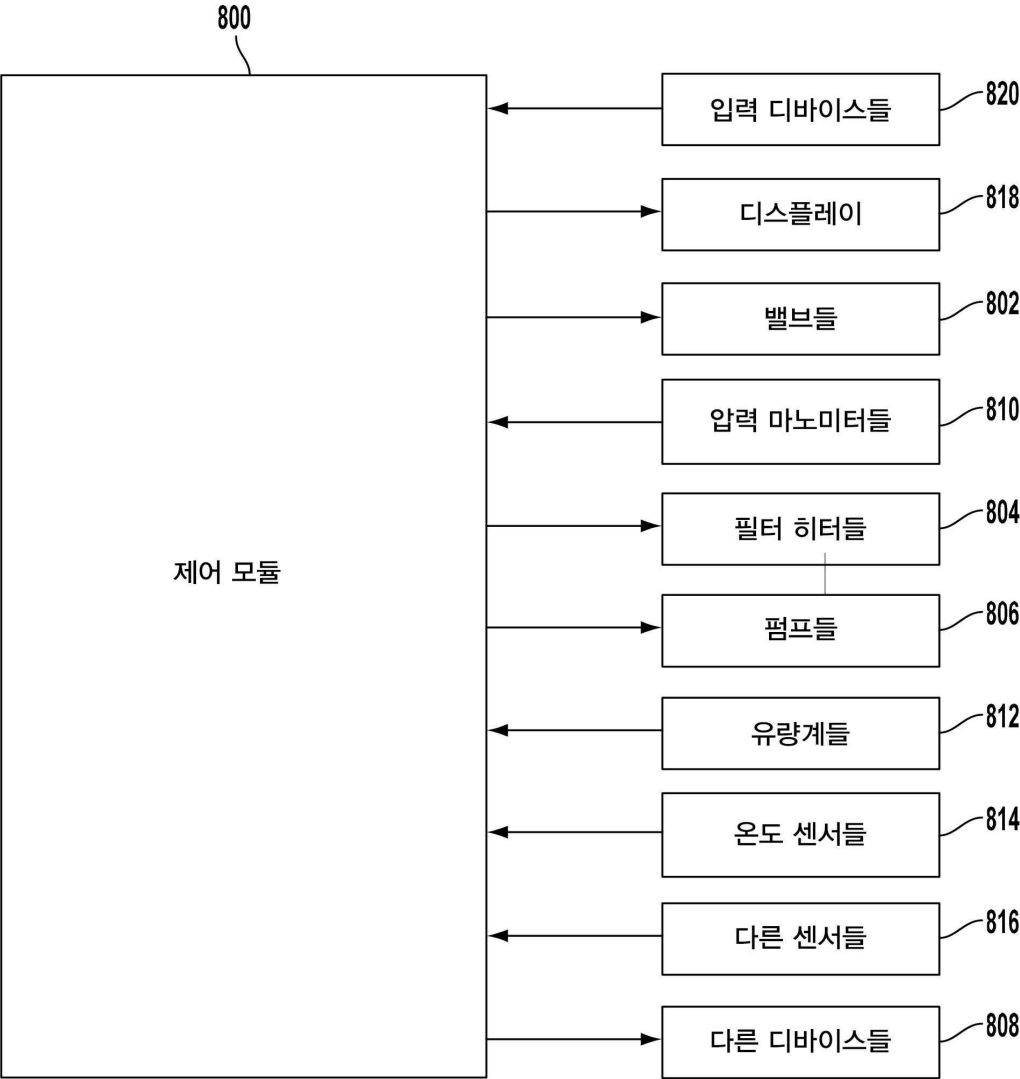 800
입력 디바이스들
820
디스플레이
818
밸브들
802
압력 마노미터들
810
필터 히터들
804
제어 모듈
펌프들
806
유량계들
812
온도 센서들
814
다른 센서들
816
다른 디바이스들
808